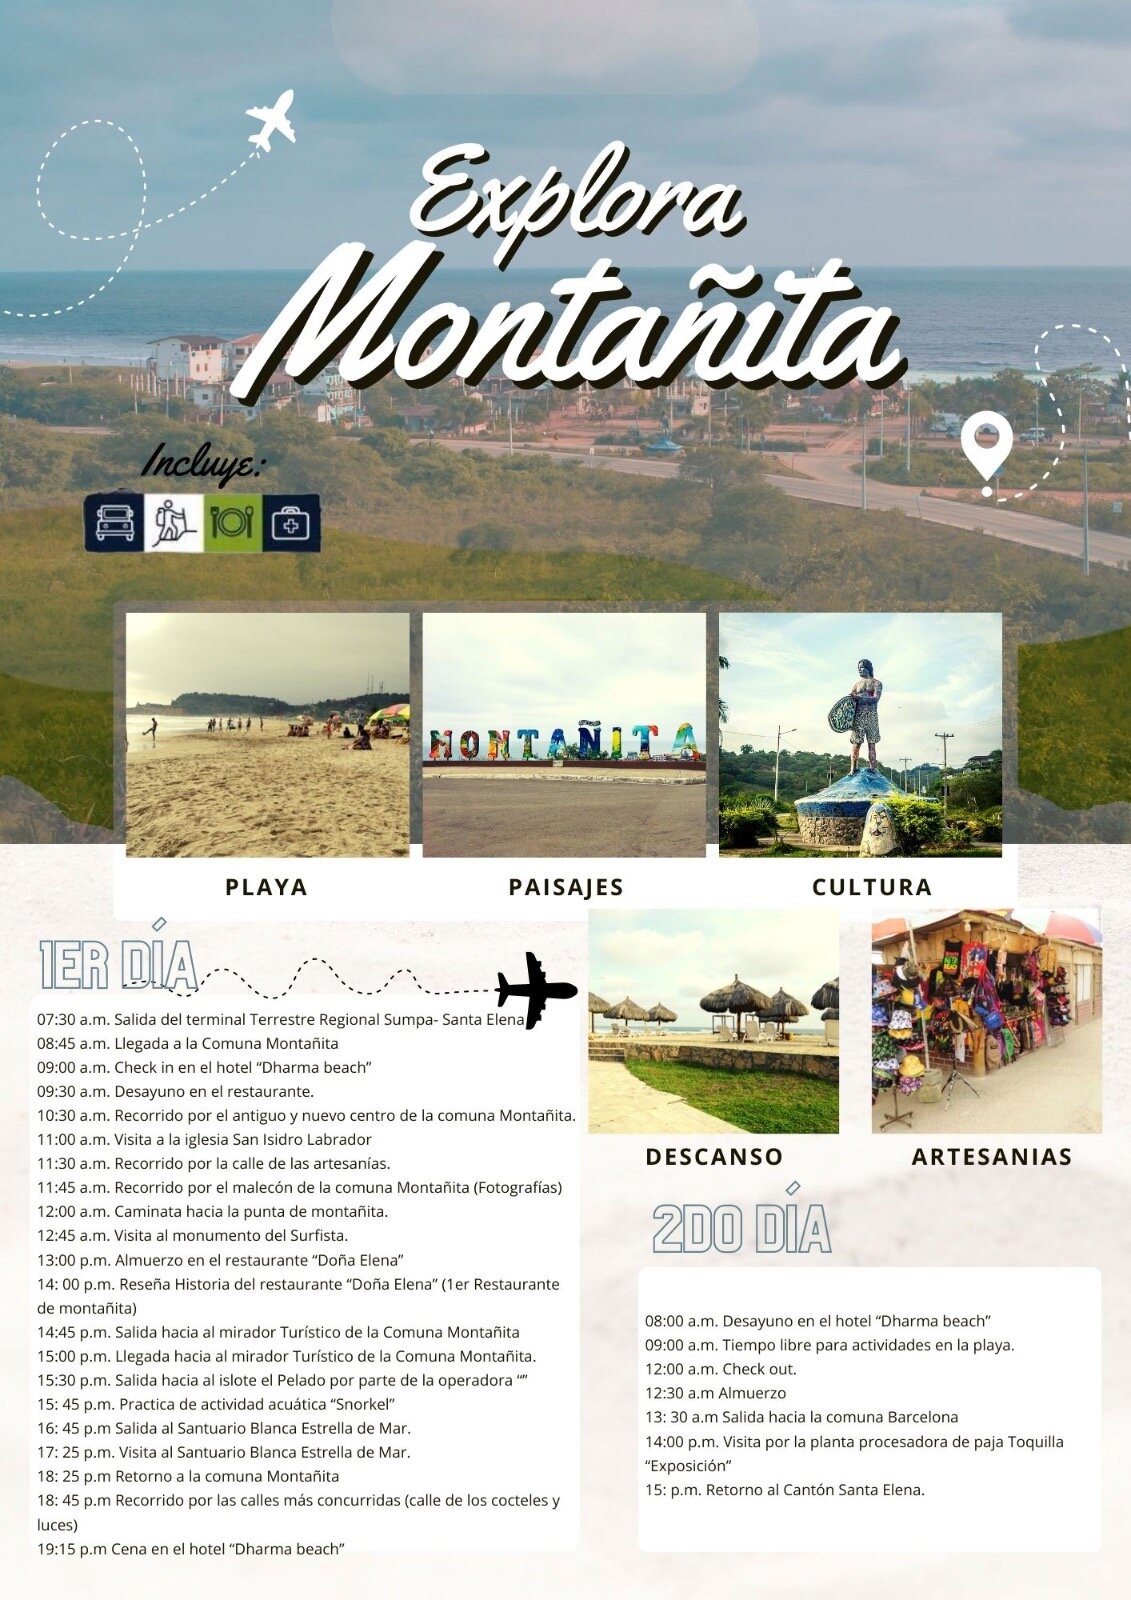 Explora
Montañita
Incluye:
MONTAÑITA
PLAYA
PAISAJES
CULTURA
1ER DÍA
07:30 a.m. Salida del terminal Terrestre Regional Sumpa- Santa Elena
08:45 a.m. Llegada a la Comuna Montañita
09:00 a.m. Check in en el hotel “Dharma beach”
09:30 a.m. Desayuno en el restaurante.
10:30 a.m. Recorrido por el antiguo y nuevo centro de la comuna Montañita.
11:00 a.m. Visita a la iglesia San Isidro Labrador
11:30 a.m. Recorrido por la calle de las artesanías.
11:45 a.m. Recorrido por el malecón de la comuna Montañita (Fotografías)
12:00 a.m. Caminata hacia la punta de montañita.
12:45 a.m. Visita al monumento del Surfista.
13:00 p.m. Almuerzo en el restaurante “Doña Elena”
14: 00 p.m. Reseña Historia del restaurante “Doña Elena” (1er Restaurante
de montañita)
14:45 p.m. Salida hacia al mirador Turístico de la Comuna Montañita
15:00 p.m. Llegada hacia al mirador Turístico de la Comuna Montañita.
15:30 p.m. Salida hacia al islote el Pelado por parte de la operadora “”
15: 45 p.m. Practica de actividad acuática “Snorkel”
16: 45 p.m Salida al Santuario Blanca Estrella de Mar.
17: 25 p.m. Visita al Santuario Blanca Estrella de Mar.
18: 25 p.m Retorno a la comuna Montañita
18: 45 p.m Recorrido por las calles más concurridas (calle de los cocteles y
luces)
19:15 p.m Cena en el hotel “Dharma beach”
DESCANSO
ARTESANIAS
2DO DÍA
08:00 a.m. Desayuno en el hotel “Dharma beach”
09:00 a.m. Tiempo libre para actividades en la playa.
12:00 a.m. Check out.
12:30 a.m Almuerzo
13: 30 a.m Salida hacia la comuna Barcelona
14:00 p.m. Visita por la planta procesadora de paja Toquilla
“Exposición”
15: p.m. Retorno al Cantón Santa Elena.